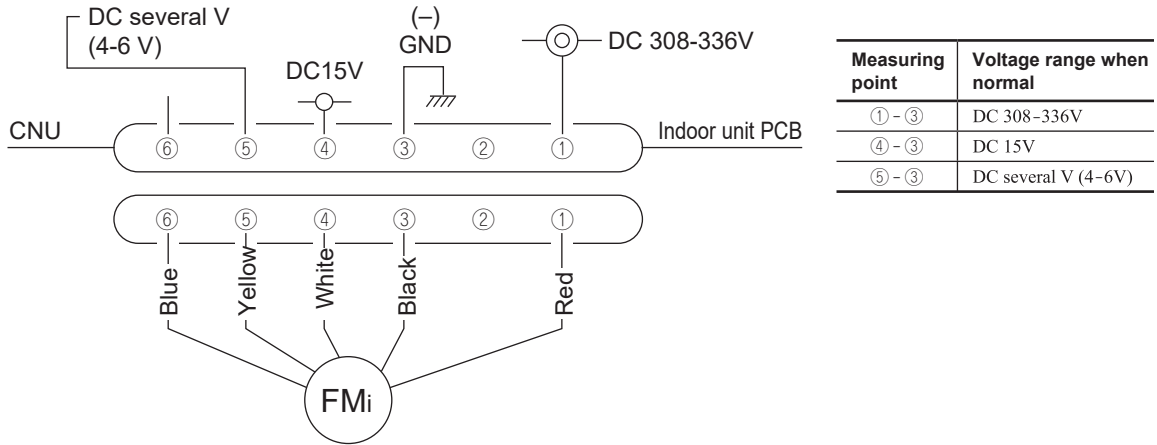 DC several V
(4-6 V)
(–)
GND
DC15V
DC 308-336V
CNU
⑥ ⑤ ④ ③ ② ①
Indoor unit PCB
⑥ ⑤ ④ ③ ② ①
Blue
Yellow
White
Black
Red
FMi
Measuring point
Voltage range when normal
①－③ DC 308–336V
④－③ DC 15V
⑤－③ DC several V (4–6V)